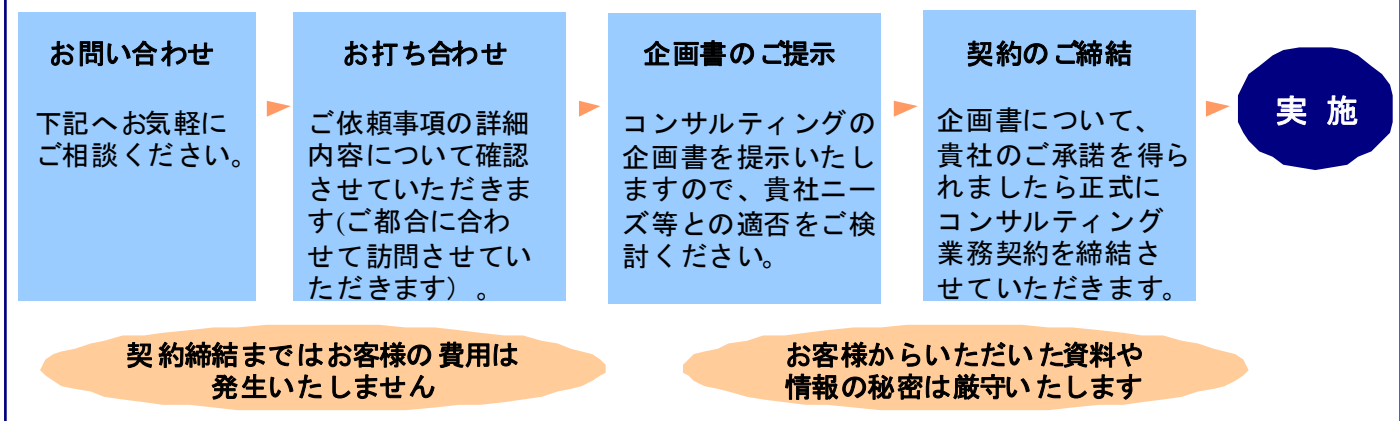 お問い合わせ
下記へお気軽に
ご相談ください。
お打ち合わせ
ご依頼事項の詳細
内容について確認
させていただきま
す(ご都合に合わ
せて訪問させてい
ただきます）。
企画書のご提示
コンサルティングの
企画書を提示いたし
ますので、貴社ニー
ズ等との適否をご検
討ください。
契約のご締結
企画書について、
貴社のご承諾を得ら
れましたら正式に
コンサルティング
業務契約を締結さ
せていただきます。
実 施
契約締結まではお客様の費用は
発生いたしません
お客様からいただいた資料や
情報の秘密は厳守いたします